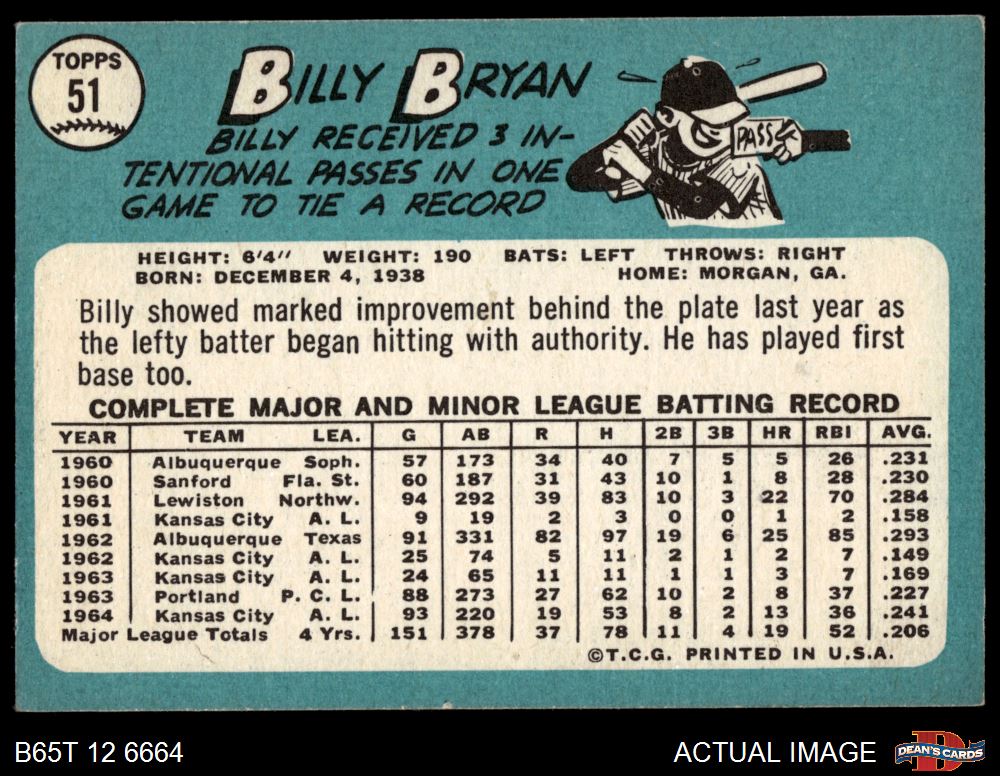 TOPPS
51
BILLY BRYAN
BILLY RECEIVED 3 IN-
TENTIONAL PASSES IN ONE
GAME TO TIE A RECORD
PASS
HEIGHT: 6'4" WEIGHT: 190 BATS: LEFT THROWS: RIGHT
BORN: DECEMBER 4, 1938 HOME: MORGAN, GA.
Billy showed marked improvement behind the plate last year as
the lefty batter began hitting with authority. He has played first
base too.
COMPLETE MAJOR AND MINOR LEAGUE BATTING RECORD
YEAR TEAM LEA. G AB R H 2B 3B HR RBI AVG.
1960 Albuquerque Soph. 57 173 34 40 7 5 5 26 .231
1960 Sanford Fla. St. 60 187 31 43 10 1 8 28 .230
1961 Lewiston Northw. 94 292 39 83 10 3 22 70 .284
1961 Kansas City A. L. 9 19 2 3 0 0 1 2 .158
1962 Albuquerque Texas 91 331 82 97 19 6 25 85 .293
1962 Kansas City A. L. 25 74 5 11 2 1 2 7 .149
1963 Kansas City A. L. 24 65 11 11 1 1 3 7 .169
1963 Portland P. C. L. 88 273 27 62 10 2 8 37 .227
1964 Kansas City A. L. 93 220 19 53 8 2 13 36 .241
Major League Totals 4 Yrs. 151 378 37 78 11 4 19 52 .206
©T.C.G. PRINTED IN U.S.A.
B65T 12 6664 ACTUAL IMAGE
D
DEAN'S CARDS